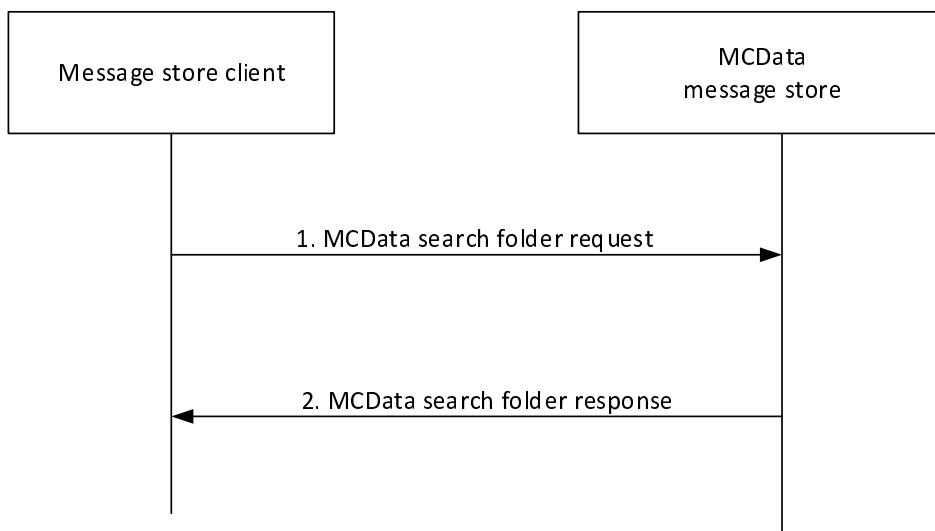 Message store client
MCData
message store
1. MCData search folder request
2. MCData search folder response